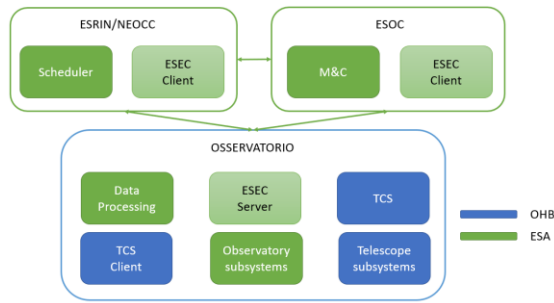 ESRIN/NEOCC
ESOC
Scheduler
ESEC
Client
M&C
ESEC
Client
OSSERVATORIO
Data
Processing
ESEC
Server
TCS
TCS
Client
Observatory
subsystems
Telescope
subsystems
OHB
ESA